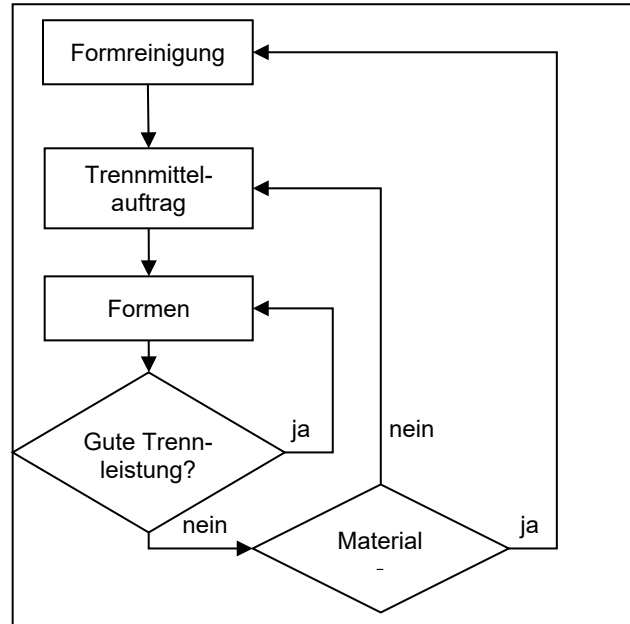 Formreinigung
Trennmittel-
auftrag
Formen
Gute Trenn-
leistung?
ja
nein
nein
Material
-
ja